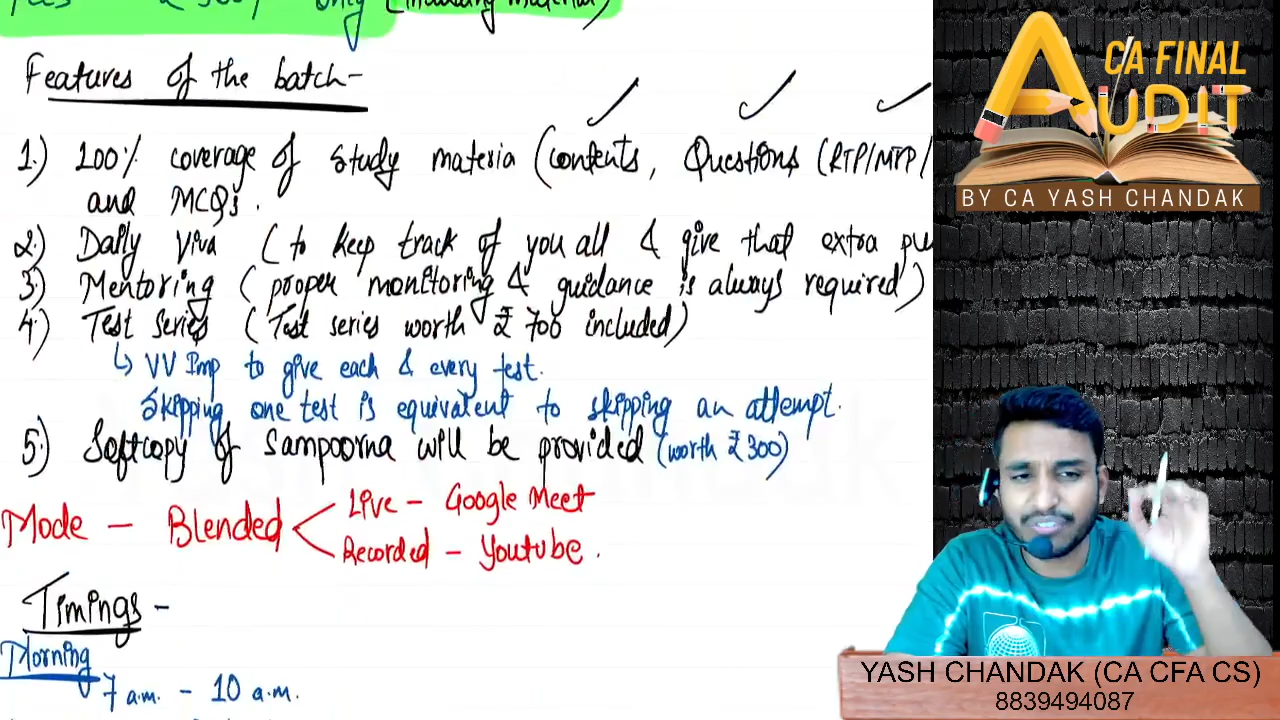 only (including material)
Features of the batch-
1.) 100% coverage of study materia (contents, Questions (RTP/MTP/
and MCQs.
2.) Daily Viva (to keep track of you all & give that extra pu
3.) Mentoring (proper monitoring & guidance is always required)
4.) Test series (Test series worth ₹ 700 included)
↳ VV Imp to give each & every test.
Skipping one test is equivalent to skipping an attempt.
5.) Softcopy of Sampoorna will be provided (worth ₹300)
Mode - Blended
Live - Google Meet
Recorded - Youtube.
Timings -
Morning
7 a.m. - 10 a.m.
CA FINAL
AUDIT
BY CA YASH CHANDAK
YASH CHANDAK (CA CFA CS)
8839494087